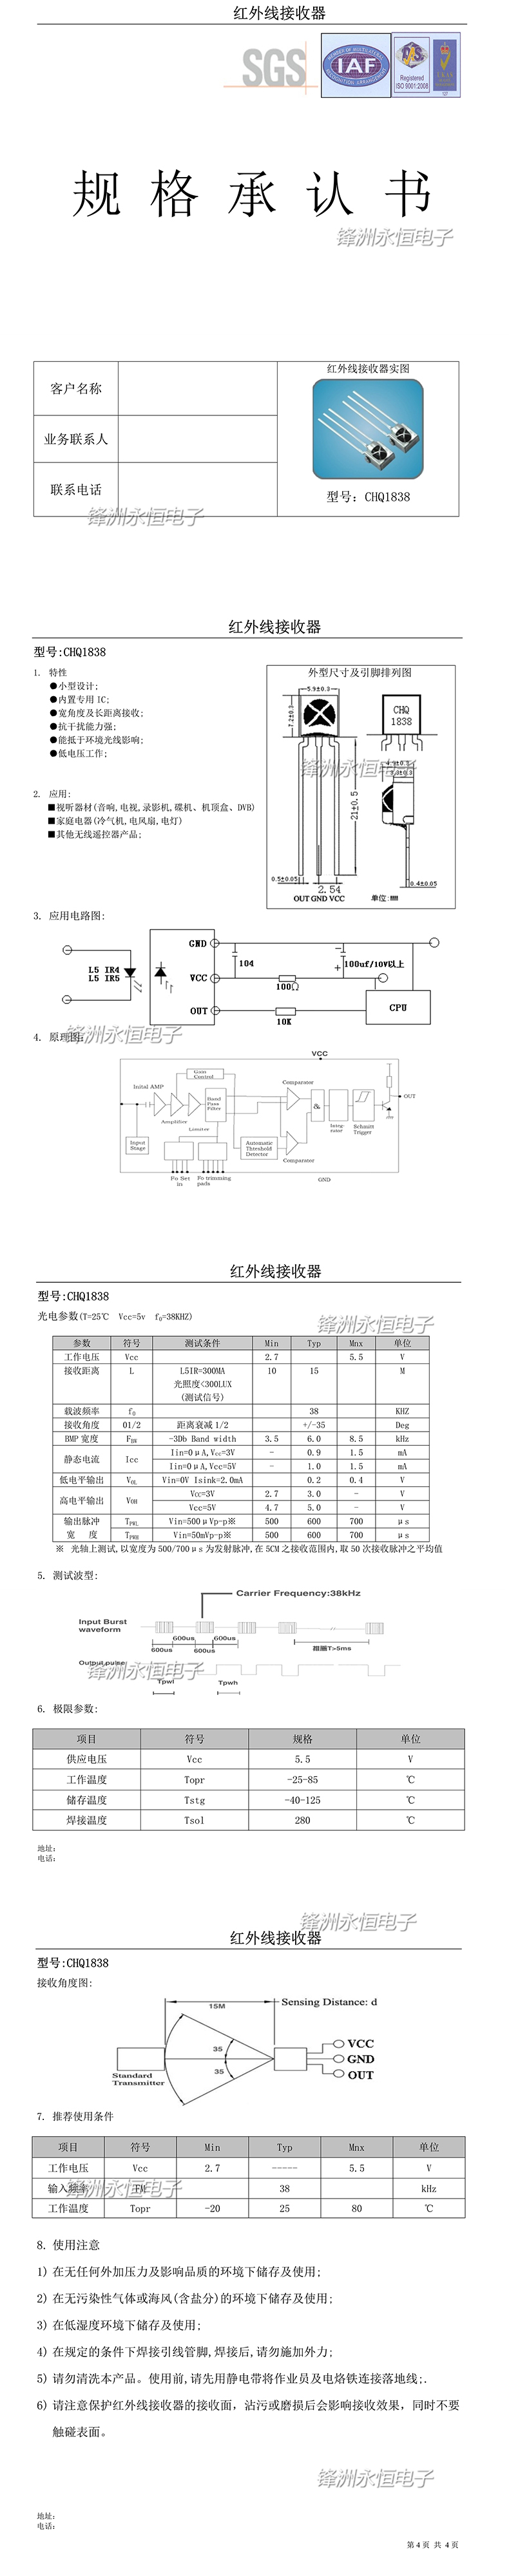 红外线接收器
SGS
IAF
Registered
ISO 9001:2008
规格承认书
锋洲永恒电子
客户名称
业务联系人
联系电话
红外线接收器实图
型号: CHQ1838
锋洲永恒电子
红外线接收器
型号:CHQ1838
1. 特性
●小型设计;
●内置专用 IC;
●宽角度及长距离接收;
●抗干扰能力强;
●能抵于环境光线影响;
●低电压工作;
2. 应用:
■视听器材(音响,电视,录影机,碟机、机顶盒、DVB)
■家庭电器(冷气机,电风扇,电灯)
■其他无线遥控器产品;
外型尺寸及引脚排列图
5.9±0.3
7.2±0.3
CHQ
1838
锋洲永恒电子
21±0.5
0.5±0.05
2.54
0.4±0.05
OUT GND VCC
单位:mm
3. 应用电路图:
GND
L5 IR4
L5 IR5
104
100uf/10V以上
VCC
100Ω
OUT
CPU
10K
4. 原理图:
锋洲永恒电子
VCC
Gain
Control
Inital AMP
Band
Pass
Filter
Comparator
OUT
&
Amplifier
Limiter
Integ-
rator
Schmitt
Trigger
Input
Stage
Automatic
Threshold
Detector
Comparator
Fo Set
in
Fo trimming
pads
GND
红外线接收器
型号:CHQ1838
光电参数(T=25℃ Vcc=5v f0=38KHZ)
锋洲永恒电子
参数 符号 测试条件 Min Typ Mnx 单位
工作电压 Vcc 2.7 5.5 V
接收距离 L L5IR=300MA 10 15 M
光照度<300LUX
(测试信号)
载波频率 f0 38 KHZ
接收角度 θ1/2 距离衰减 1/2 +/-35 Deg
BMP 宽度 FBW -3Db Band width 3.5 6.0 8.5 kHz
静态电流 Icc Iin=0μA,Vcc=3V - 0.9 1.5 mA
Iin=0μA,Vcc=5V - 1.0 1.5 mA
低电平输出 VOL Vin=0V Isink=2.0mA 0.2 0.4 V
高电平输出 VOH Vcc=3V 2.7 3.0 - V
Vcc=5V 4.7 5.0 - V
输出脉冲 TPWL Vin=500μVp-p※ 500 600 700 μs
宽 度 TPWH Vin=50mVp-p※ 500 600 700 μs
※ 光轴上测试,以宽度为 500/700μs 为发射脉冲,在 5CM 之接收范围内,取 50 次接收脉冲之平均值
5. 测试波型:
Carrier Frequency:38kHz
Input Burst
waveform
600us 600us
600us 600us
周期T>5ms
Output pulse
锋洲永恒电子
Tpwl Tpwh
6. 极限参数:
项目 符号 规格 单位
供应电压 Vcc 5.5 V
工作温度 Topr -25-85 ℃
储存温度 Tstg -40-125 ℃
焊接温度 Tsol 280 ℃
地址:
电话:
锋洲永恒电子
红外线接收器
型号:CHQ1838
接收角度图:
15M
Sensing Distance: d
35
35
VCC
GND
OUT
Standard
Transmitter
7. 推荐使用条件
项目 符号 Min Typ Mnx 单位
工作电压 Vcc 2.7 ----- 5.5 V
输入频率 FM 38 kHz
锋洲永恒电子
工作温度 Topr -20 25 80 ℃
8. 使用注意
1) 在无任何外加压力及影响品质的环境下储存及使用;
2) 在无污染性气体或海风(含盐分)的环境下储存及使用;
3) 在低湿度环境下储存及使用;
4) 在规定的条件下焊接引线管脚,焊接后,请勿施加外力;
5) 请勿清洗本产品。使用前,请先用静电带将作业员及电烙铁连接落地线;.
6) 请注意保护红外线接收器的接收面，沾污或磨损后会影响接收效果，同时不要
触碰表面。
锋洲永恒电子
地址:
电话:
第 4 页 共 4 页